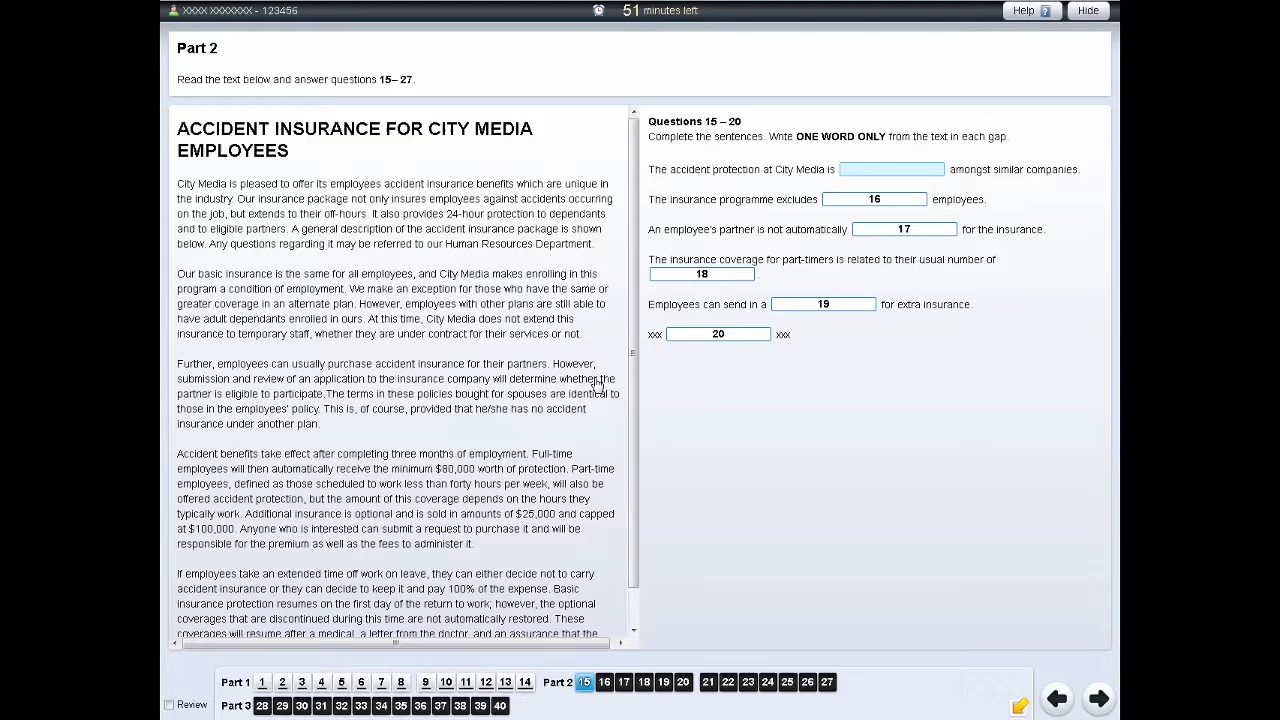 XXXX XXXXXXX - 123456
51 minutes left
Help ?
Hide
Part 2
Read the text below and answer questions 15– 27.
ACCIDENT INSURANCE FOR CITY MEDIA
EMPLOYEES
City Media is pleased to offer its employees accident insurance benefits which are unique in
the industry. Our insurance package not only insures employees against accidents occurring
on the job, but extends to their off-hours. It also provides 24-hour protection to dependants
and to eligible partners. A general description of the accident insurance package is shown
below. Any questions regarding it may be referred to our Human Resources Department.
Our basic insurance is the same for all employees, and City Media makes enrolling in this
program a condition of employment. We make an exception for those who have the same or
greater coverage in an alternate plan. However, employees with other plans are still able to
have adult dependants enrolled in ours. At this time, City Media does not extend this
insurance to temporary staff, whether they are under contract for their services or not.
Further, employees can usually purchase accident insurance for their partners. However,
submission and review of an application to the insurance company will determine whether the
partner is eligible to participate.The terms in these policies bought for spouses are identical to
those in the employees' policy. This is, of course, provided that he/she has no accident
insurance under another plan.
Accident benefits take effect after completing three months of employment. Full-time
employees will then automatically receive the minimum $80,000 worth of protection. Part-time
employees, defined as those scheduled to work less than forty hours per week, will also be
offered accident protection, but the amount of this coverage depends on the hours they
typically work. Additional insurance is optional and is sold in amounts of $25,000 and capped
at $100,000. Anyone who is interested can submit a request to purchase it and will be
responsible for the premium as well as the fees to administer it.
If employees take an extended time off work on leave, they can either decide not to carry
accident insurance or they can decide to keep it and pay 100% of the expense. Basic
insurance protection resumes on the first day of the return to work; however, the optional
coverages that are discontinued during this time are not automatically restored. These
coverages will resume after a medical, a letter from the doctor, and an assurance that the
Questions 15 – 20
Complete the sentences. Write ONE WORD ONLY from the text in each gap.
The accident protection at City Media is amongst similar companies.
The insurance programme excludes 16 employees.
An employee's partner is not automatically 17 for the insurance.
The insurance coverage for part-timers is related to their usual number of
18 .
Employees can send in a 19 for extra insurance.
xxx 20 xxx
Part 1 1 2 3 4 5 6 7 8 9 10 11 12 13 14 Part 2 15 16 17 18 19 20 21 22 23 24 25 26 27
Review Part 3 28 29 30 31 32 33 34 35 36 37 38 39 40